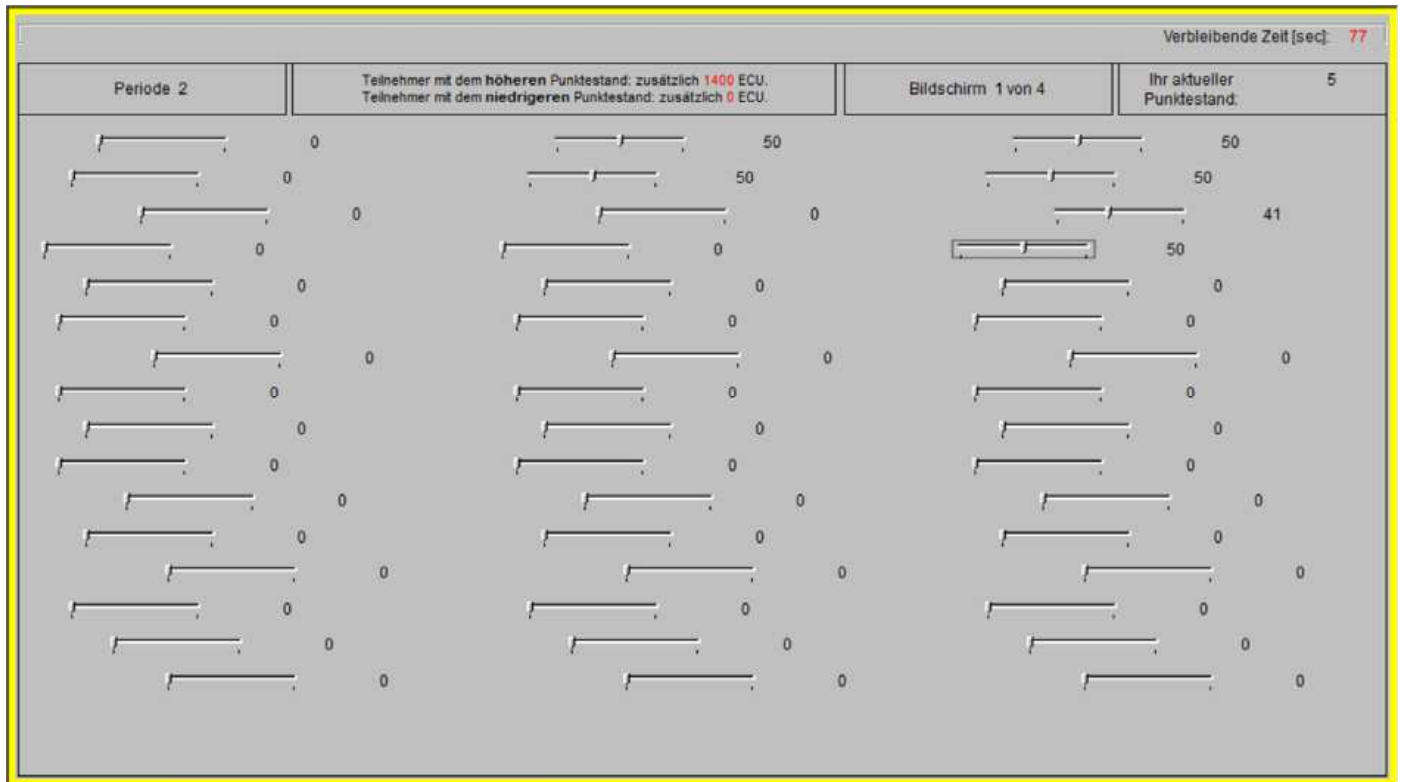 Verbleibende Zeit [sec]: 77
Periode 2
Teilnehmer mit dem höheren Punktestand: zusätzlich 1400 ECU.
Teilnehmer mit dem niedrigeren Punktestand: zusätzlich 0 ECU.
Bildschirm 1 von 4
Ihr aktueller
Punktestand:
5
0 50 50
0 50 50
0 0 41
0 0 50
0 0 0
0 0 0
0 0 0
0 0 0
0 0 0
0 0 0
0 0 0
0 0 0
0 0 0
0 0 0
0 0 0
0 0 0